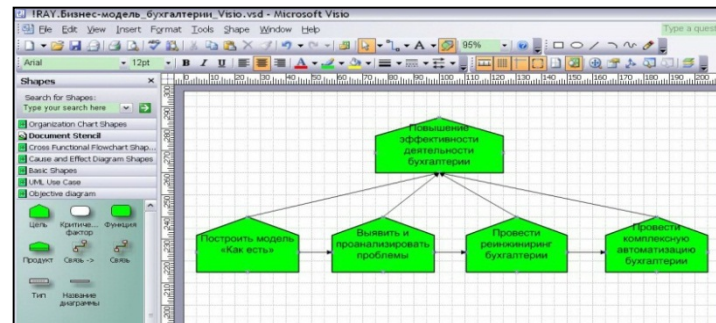 !RAY.Бизнес-модель_бухгалтерии_Visio.vsd - Microsoft Visio
File Edit View Insert Format Tools Shape Window Help
Type a quest
95%
Arial 12pt B I U
Shapes
Search for Shapes:
Type your search here
Organization Chart Shapes
Document Stencil
Cross Functional Flowchart Shap...
Cause and Effect Diagram Shapes
Basic Shapes
UML Use Case
Objective diagram
Цель Критиче... фактор Функция
Продукт Связь -> Связь
Тип Название диаграммы
Повышение
эффективности
деятельности
бухгалтерии
Построить модель
«Как есть»
Выявить и
проанализировать
проблемы
Провести
реинжиниринг
бухгалтерии
Провести
комплексную
автоматизацию
бухгалтерии